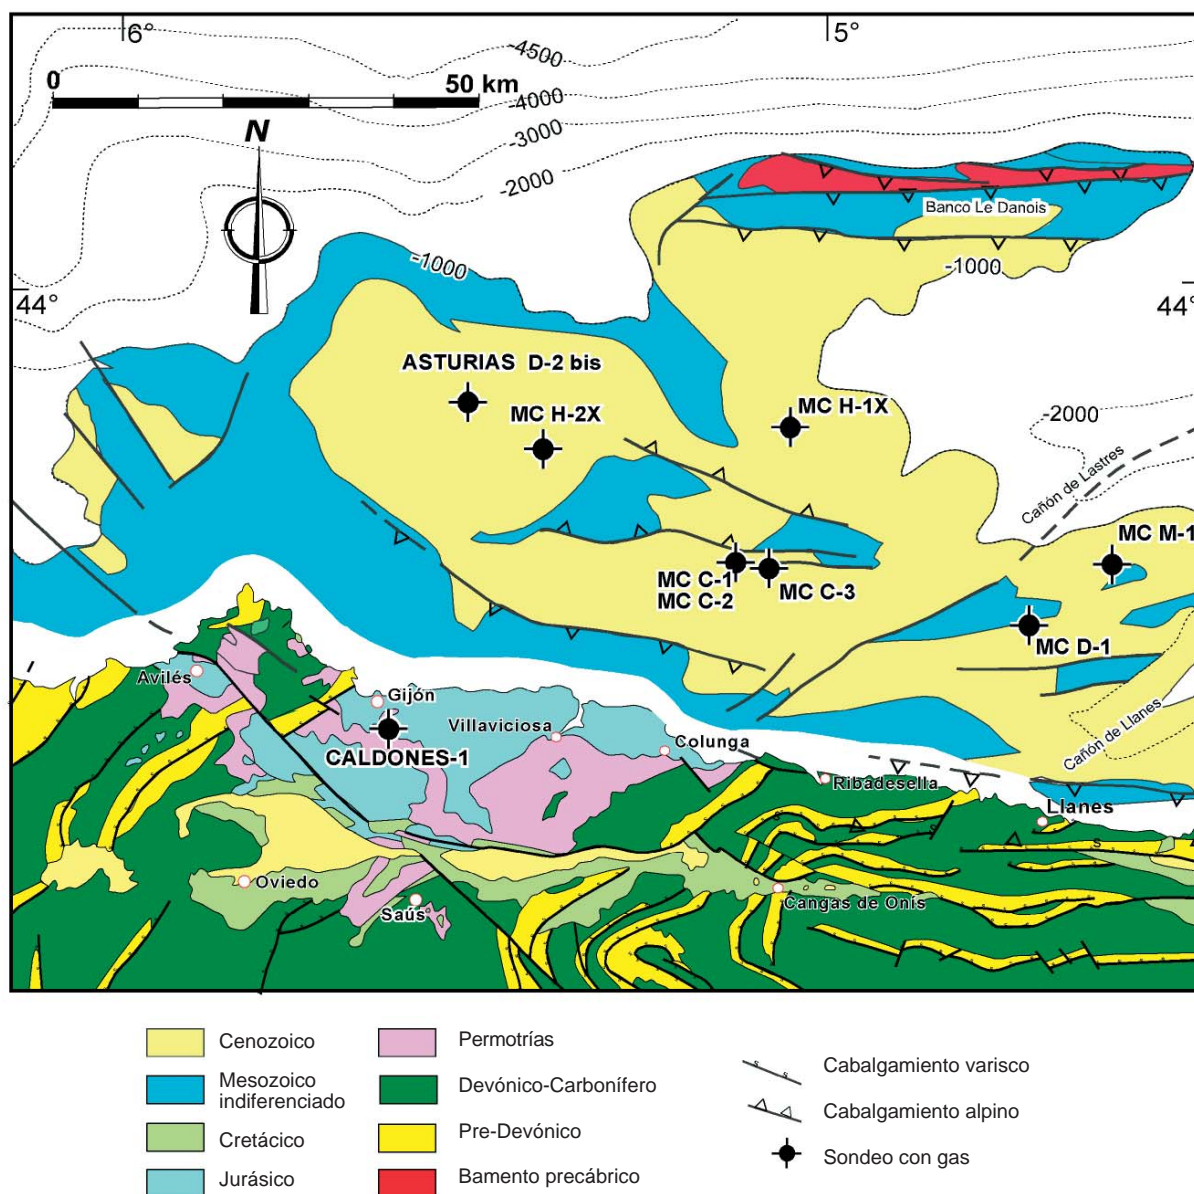 6°
5°
-4500
0
50 km
-4000
N
-3000
-2000
Banco Le Danois
-1000
-1000
44°
44°
ASTURIAS D-2 bis
MC H-2X
MC H-1X
-2000
Cañón de Lastres
MC M-1
MC C-1
MC C-2
MC C-3
MC D-1
Avilés
Gijón
Villaviciosa
Colunga
CALDONES-1
Cañón de Llanes
Ribadesella
Llanes
Oviedo
Saús
Cangas de Onís
Cenozoico
Mesozoico
indiferenciado
Cretácico
Jurásico
Permotrías
Devónico-Carbonífero
Pre-Devónico
Bamento precábrico
Cabalgamiento varisco
Cabalgamiento alpino
Sondeo con gas